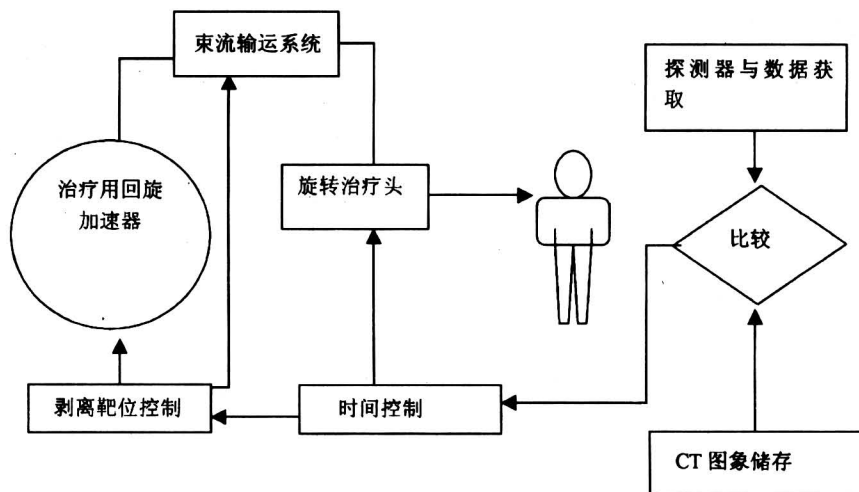 束流输运系统
探测器与数据获
取
治疗用回旋
加速器
旋转治疗头
比较
剥离靶位控制
时间控制
CT 图象储存